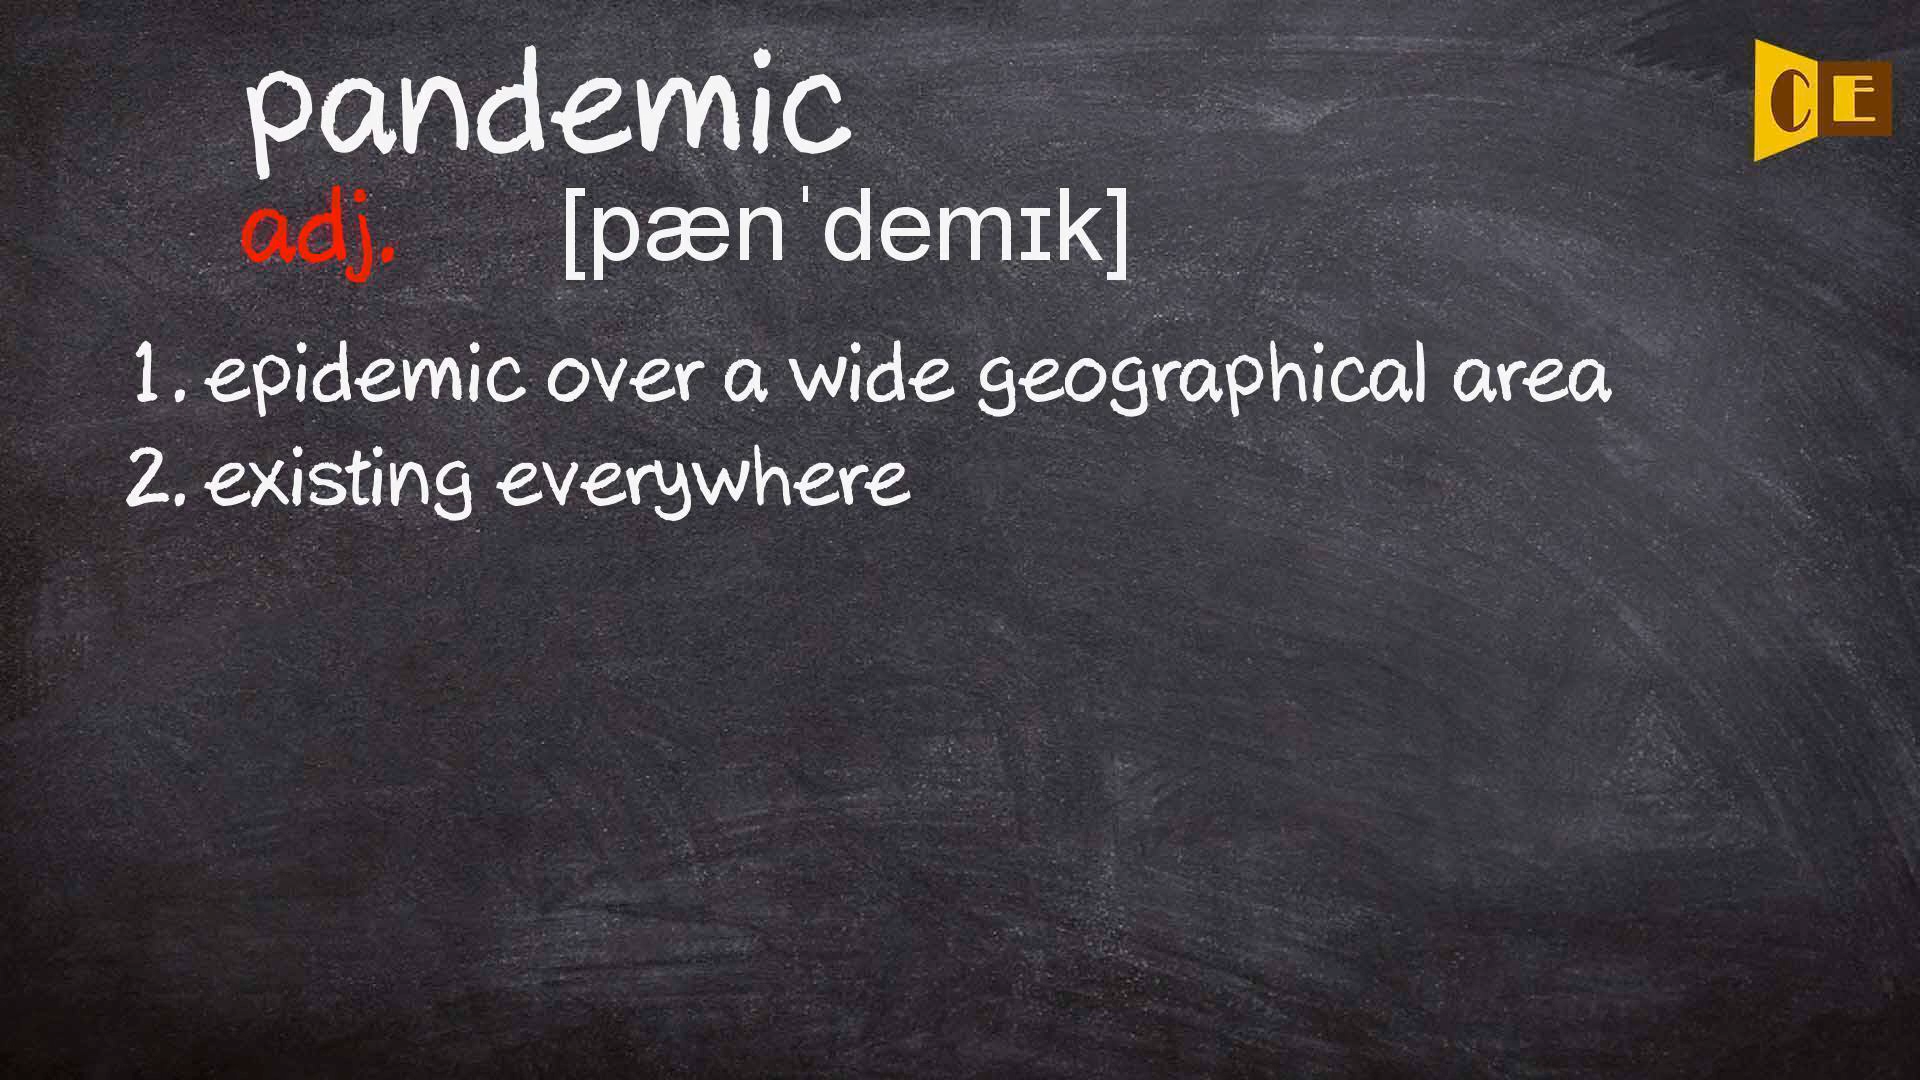 pandemic
CE
adj. [pænˈdemɪk]
1. epidemic over a wide geographical area
2. existing everywhere